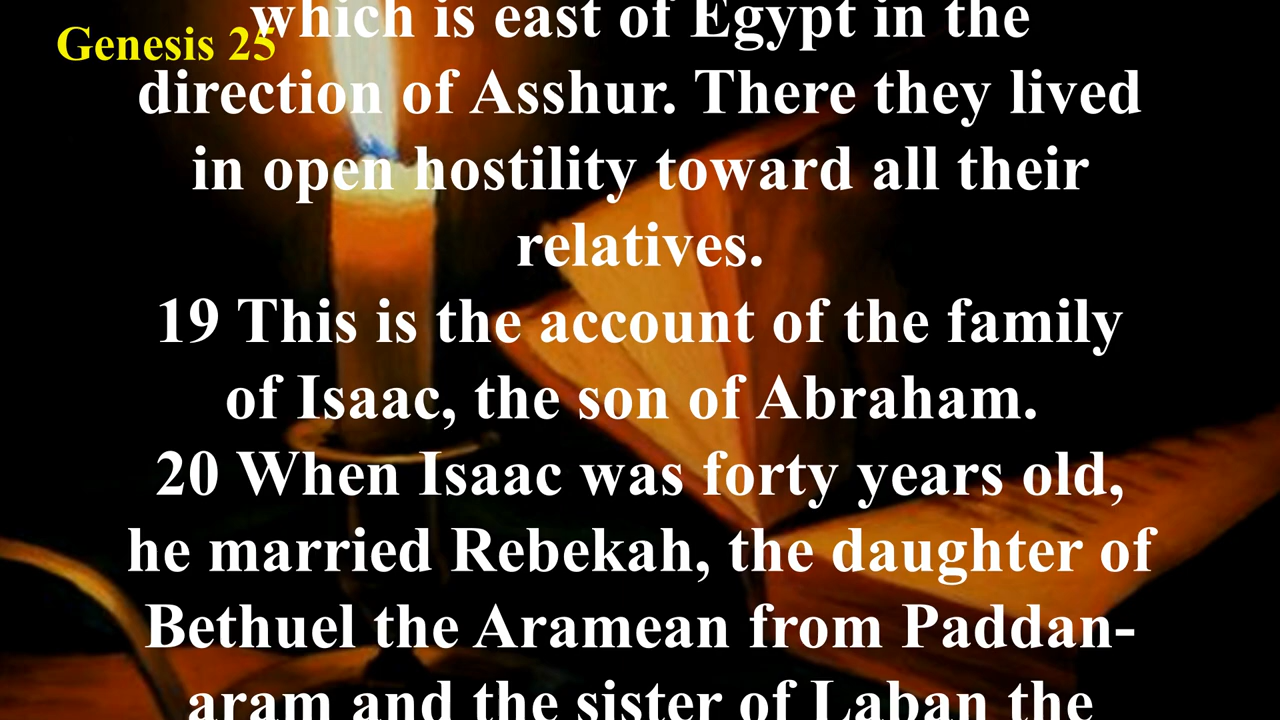 which is east of Egypt in the
Genesis 25
direction of Asshur. There they lived
in open hostility toward all their
relatives.
19 This is the account of the family
of Isaac, the son of Abraham.
20 When Isaac was forty years old,
he married Rebekah, the daughter of
Bethuel the Aramean from Paddan-
aram and the sister of Laban the